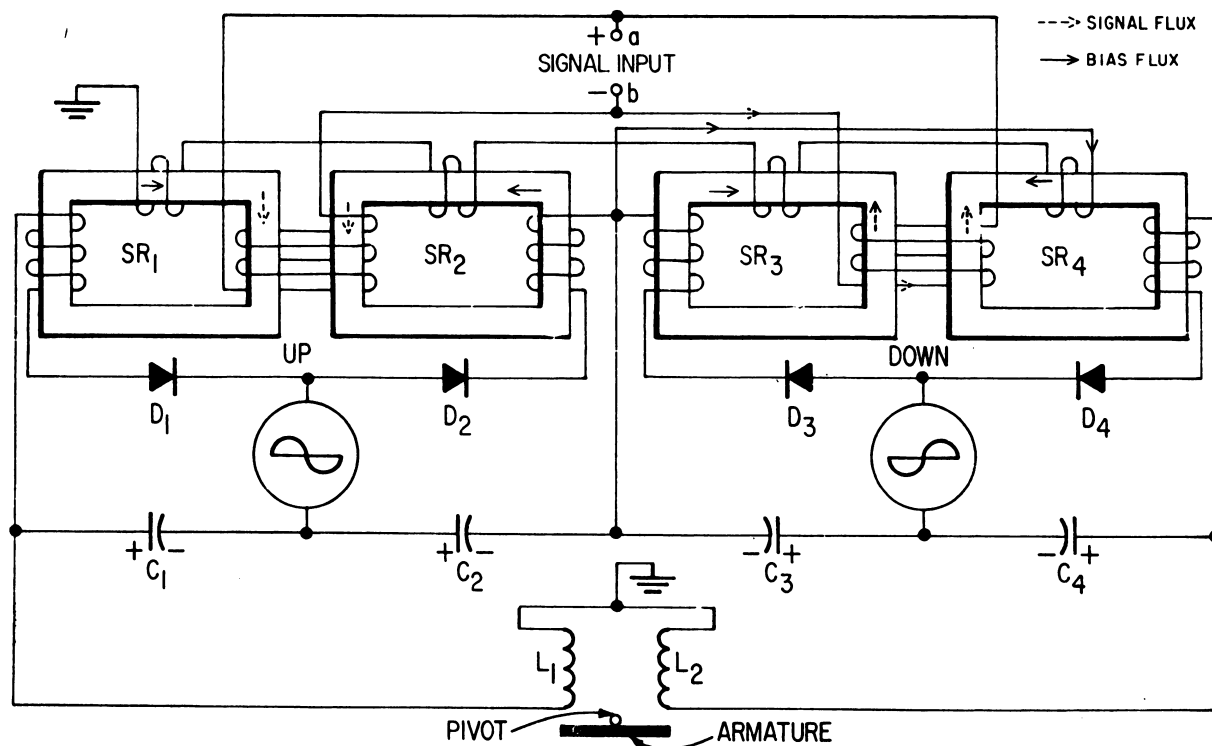 SIGNAL FLUX
BIAS FLUX
+ a
SIGNAL INPUT
− b
SR1
SR2
SR3
SR4
UP
DOWN
D1
D2
D3
D4
+ −
C1
+ −
C2
− +
C3
− +
C4
L1
L2
PIVOT
ARMATURE